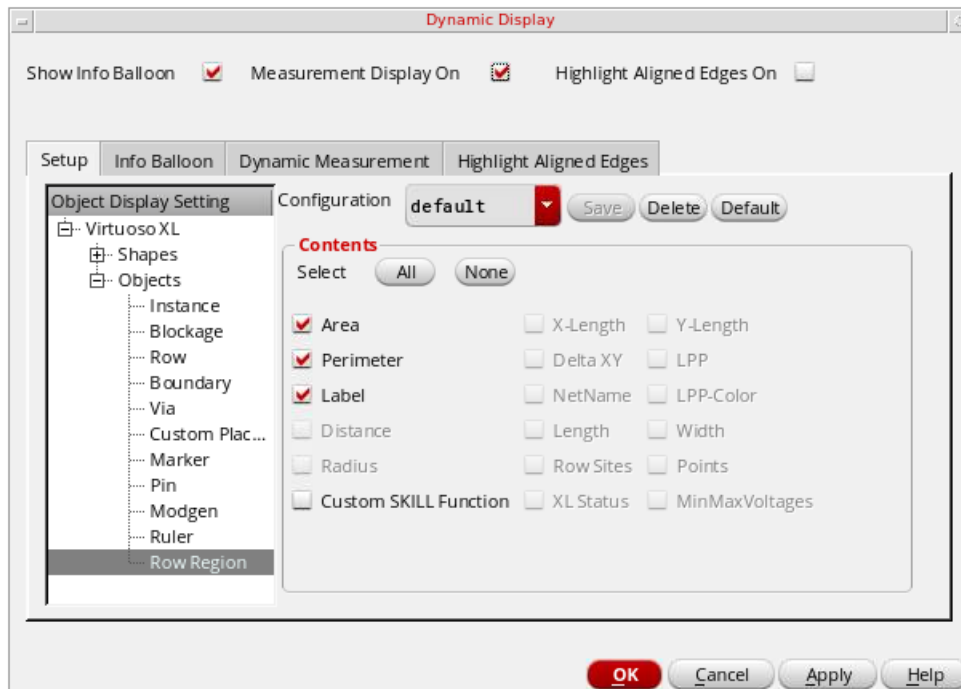 Dynamic Display
Show Info Balloon Measurement Display On Highlight Aligned Edges On
Setup Info Balloon Dynamic Measurement Highlight Aligned Edges
Object Display Setting
Virtuoso XL
Shapes
Objects
Instance
Blockage
Row
Boundary
Via
Custom Plac...
Marker
Pin
Modgen
Ruler
Row Region
Configuration default Save Delete Default
Contents
Select All None
Area X-Length Y-Length
Perimeter Delta XY LPP
Label NetName LPP-Color
Distance Length Width
Radius Row Sites Points
Custom SKILL Function XL Status MinMaxVoltages
OK Cancel Apply Help